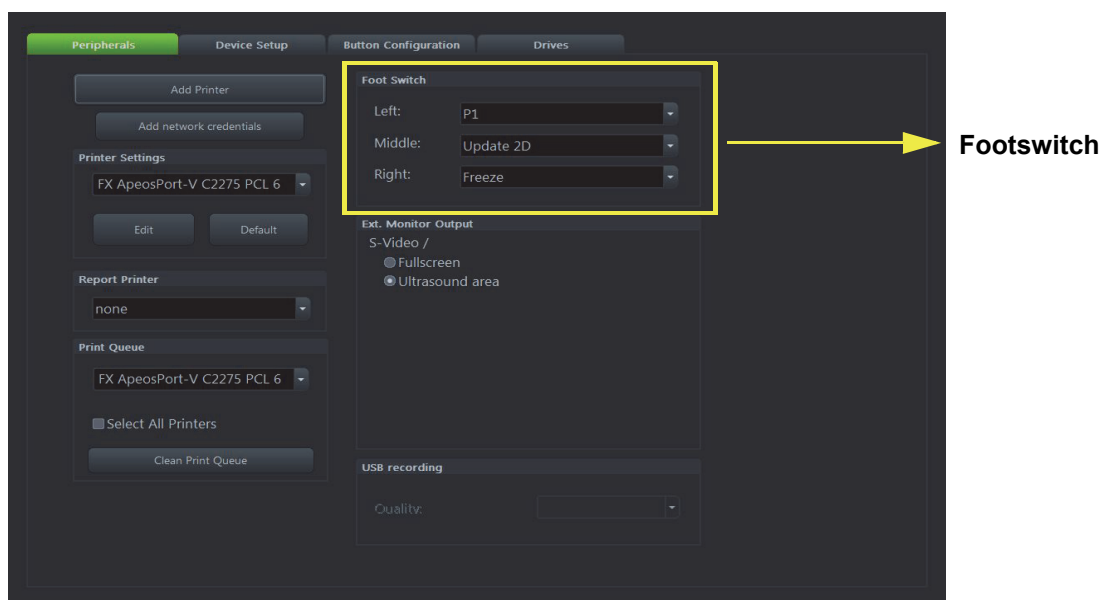 Peripherals Device Setup Button Configuration Drives
Add Printer
Add network credentials
Printer Settings
FX ApeosPort-V C2275 PCL 6
Edit Default
Report Printer
none
Print Queue
FX ApeosPort-V C2275 PCL 6
Select All Printers
Clean Print Queue
Foot Switch
Left: P1
Middle: Update 2D
Right: Freeze
Ext. Monitor Output
S-Video /
Fullscreen
Ultrasound area
USB recording
Quality:
Footswitch